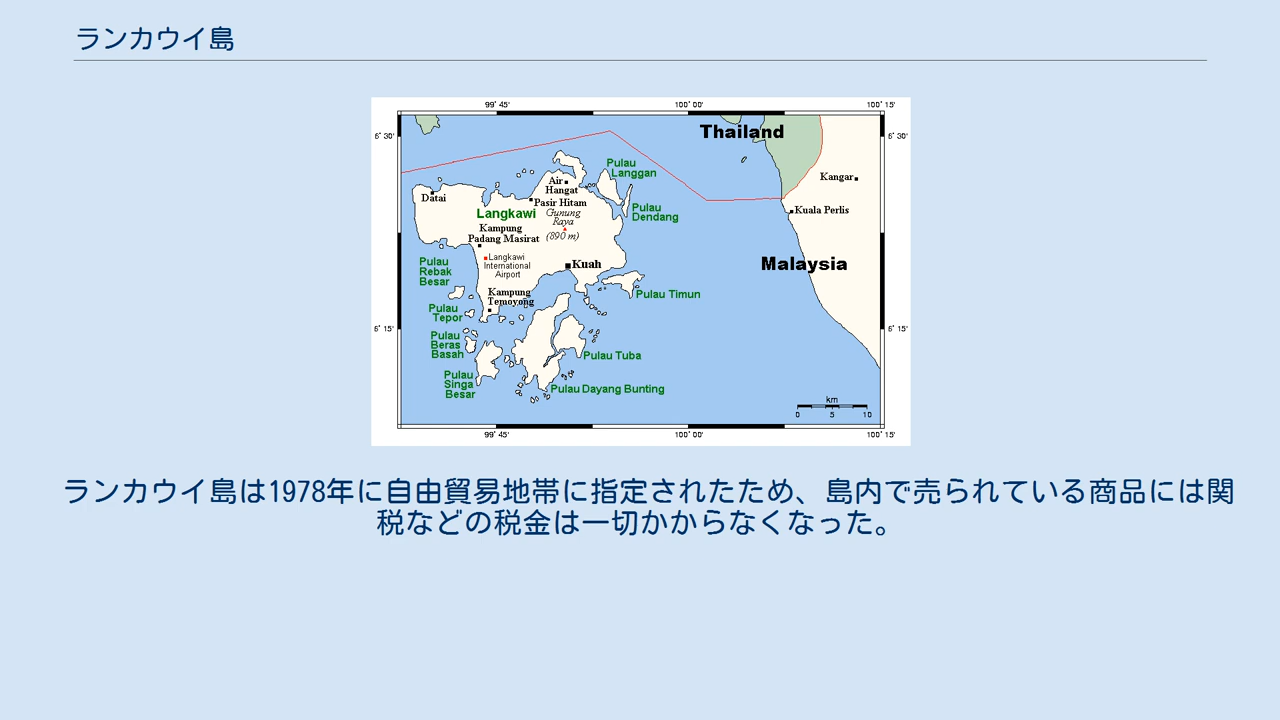 ランカウイ島
99° 45'
100° 00'
100° 15'
6° 30'
6° 30'
Thailand
Pulau
Langgan
Air
Hangat
Kangar
Datai
Pasir Hitam
Pulau
Dendang
Kuala Perlis
Langkawi
Gunung
Raya
(890 m)
Kampung
Padang Masirat
Langkawi
International
Airport
Kuah
Malaysia
Pulau
Rebak
Besar
Kampung
Temoyong
Pulau Timun
Pulau
Tepor
6° 15'
6° 15'
Pulau
Beras
Basah
Pulau Tuba
Pulau
Singa
Besar
Pulau Dayang Bunting
km
0 5 10
99° 45'
100° 00'
100° 15'
ランカウイ島は1978年に自由貿易地帯に指定されたため、島内で売られている商品には関
税などの税金は一切かからなくなった。